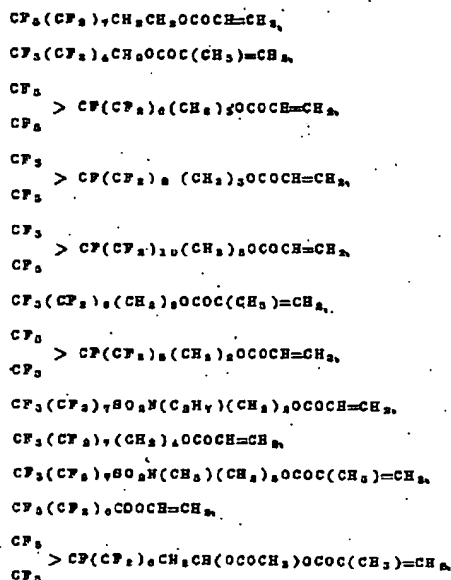 CF₃(CF₂)₇CH₂CH₂OCOCH=CH₂,
CF₃(CF₂)₄CH₂OCOC(CH₃)=CH₂,
CF₃
> CF(CF₂)₆(CH₂)₃OCOCH=CH₂,
CF₃
CF₃
> CF(CF₂)₈ (CH₂)₃OCOCH=CH₂,
CF₃
CF₃
> CF(CF₂)₁₀(CH₂)₃OCOCH=CH₂,
CF₃
CF₃(CF₂)₆(CH₂)₂OCOC(CH₃)=CH₂,
CF₃
> CF(CF₂)₅(CH₂)₂OCOCH=CH₂,
CF₃
CF₃(CF₂)₇SO₂N(C₃H₇)(CH₂)₂OCOCH=CH₂,
CF₃(CF₂)₇(CH₂)₄OCOCH=CH₂,
CF₃(CF₂)₇SO₂N(CH₃)(CH₂)₂OCOC(CH₃)=CH₂,
CF₃(CF₂)₆COOCH=CH₂,
CF₃
> CF(CF₂)₆CH₂CH(OCOCH₃)OCOC(CH₃)=CH₂,
CF₃